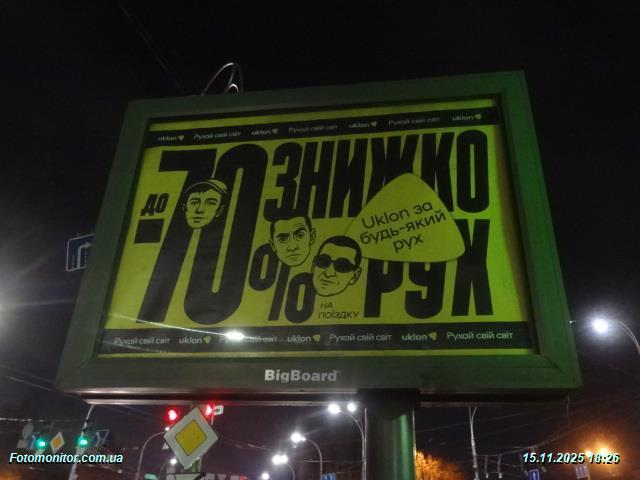 uklon Рухай свій світ uklon Рухай свій світ uklon Рухай свій світ uklon
ДО
-70%
ЗНИЖКО
РУХ
Uklon за
будь-який
рух
НА
ПОЇЗДКУ
Рухай свій світ uklon Рухай свій світ uklon Рухай свій світ uklon Рухай свій світ
BigBoard
Fotomonitor.com.ua
15.11.2025 18:26